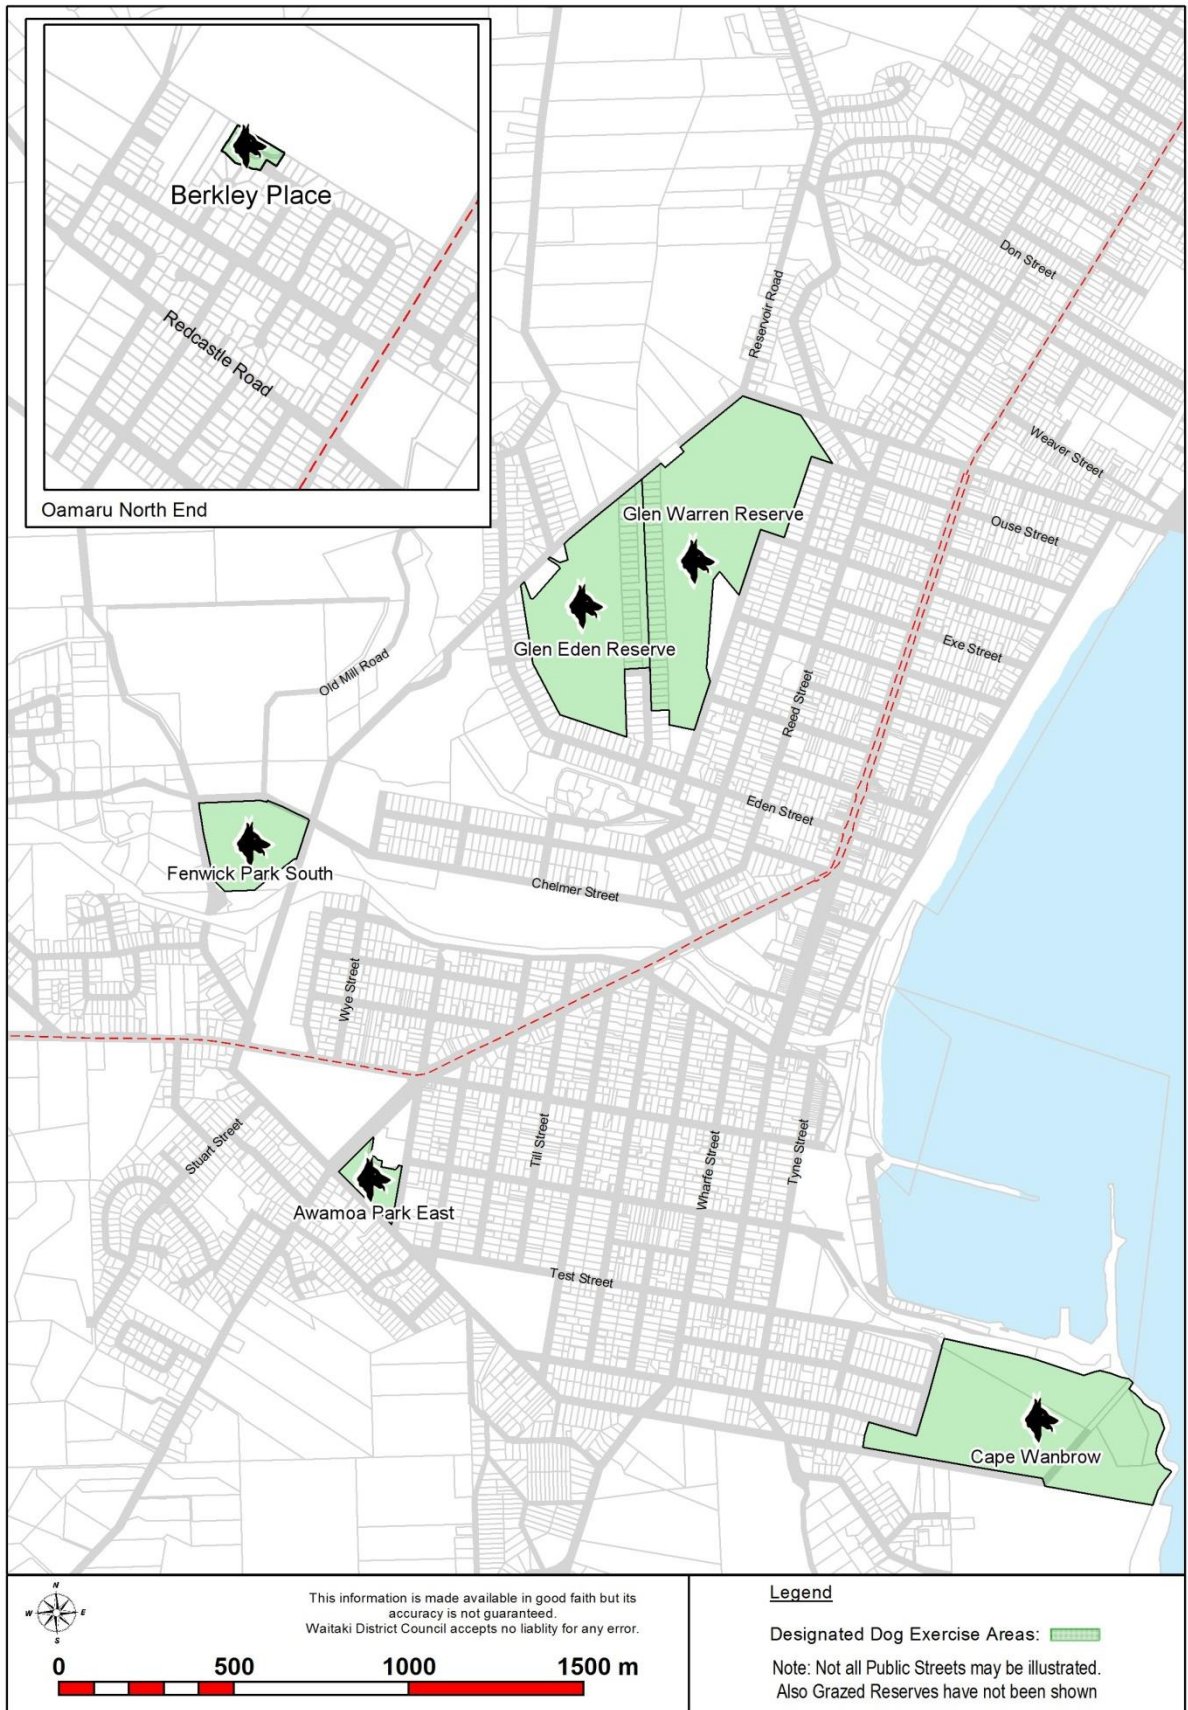 Berkley Place
Redcastle Road
Oamaru North End
Don Street
Reservoir Road
Weaver Street
Glen Warren Reserve
Ouse Street
Glen Eden Reserve
Exe Street
Old Mill Road
Reed Street
Eden Street
Fenwick Park South
Chelmer Street
Wye Street
Stuart Street
Till Street
Wharfe Street
Tyne Street
Awamoa Park East
Test Street
Cape Wanbrow
N
W E
S
This information is made available in good faith but its
accuracy is not guaranteed.
Waitaki District Council accepts no liablity for any error.
0 500 1000 1500 m
Legend
Designated Dog Exercise Areas:
Note: Not all Public Streets may be illustrated.
Also Grazed Reserves have not been shown